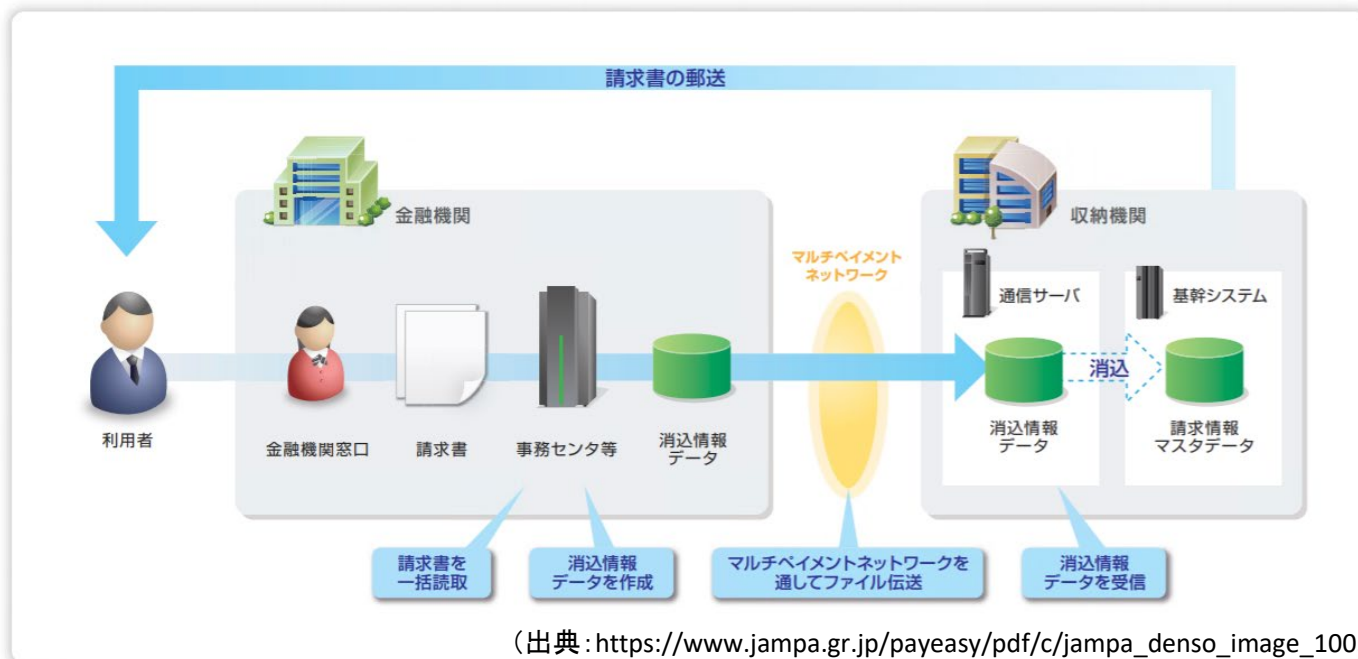 請求書の郵送
金融機関
収納機関
マルチペイメント
ネットワーク
通信サーバ
基幹システム
消込
利用者
金融機関窓口
請求書
事務センタ等
消込情報
データ
消込情報
データ
請求情報
マスタデータ
請求書を
一括読取
消込情報
データを作成
マルチペイメントネットワークを
通してファイル伝送
消込情報
データを受信
（出典：https://www.jampa.gr.jp/payeasy/pdf/c/jampa_denso_image_100